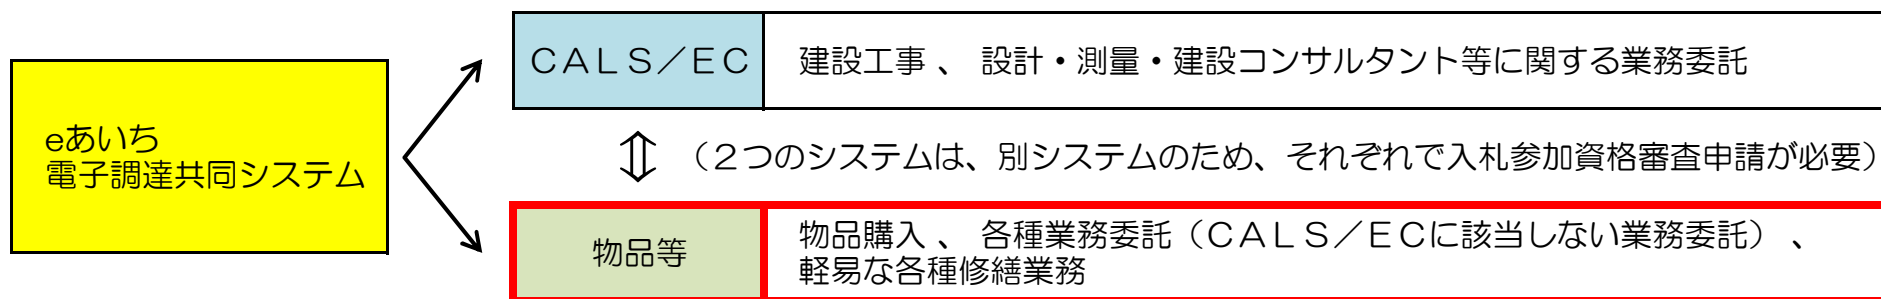 eあいち
電子調達共同システム
ＣＡＬＳ／ＥＣ
建設工事 、 設計・測量・建設コンサルタント等に関する業務委託
（２つのシステムは、別システムのため、それぞれで入札参加資格審査申請が必要）
物品等
物品購入 、 各種業務委託（ＣＡＬＳ／ＥＣに該当しない業務委託） 、
軽易な各種修繕業務